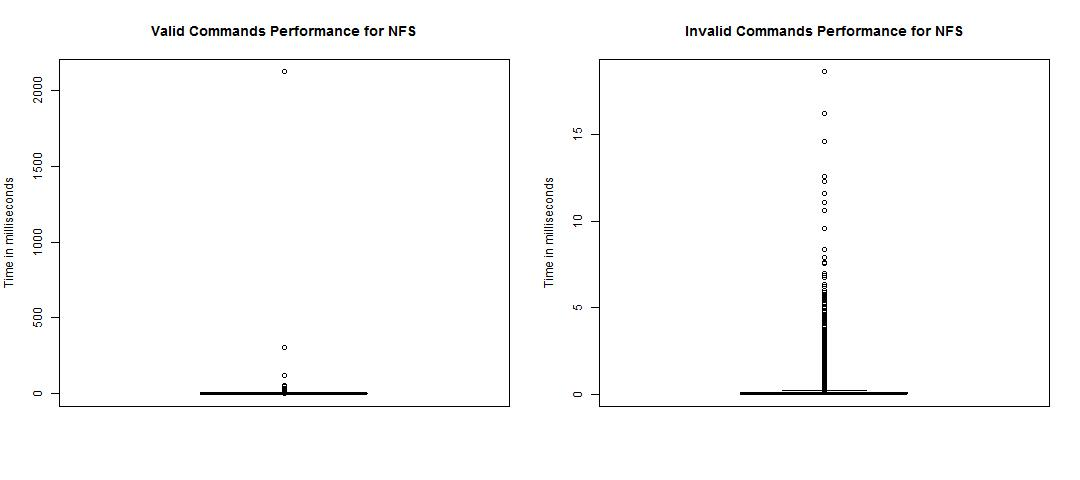 Valid Commands Performance for NFS
Time in milliseconds
2000
1500
1000
500
0
Invalid Commands Performance for NFS
Time in milliseconds
15
10
5
0